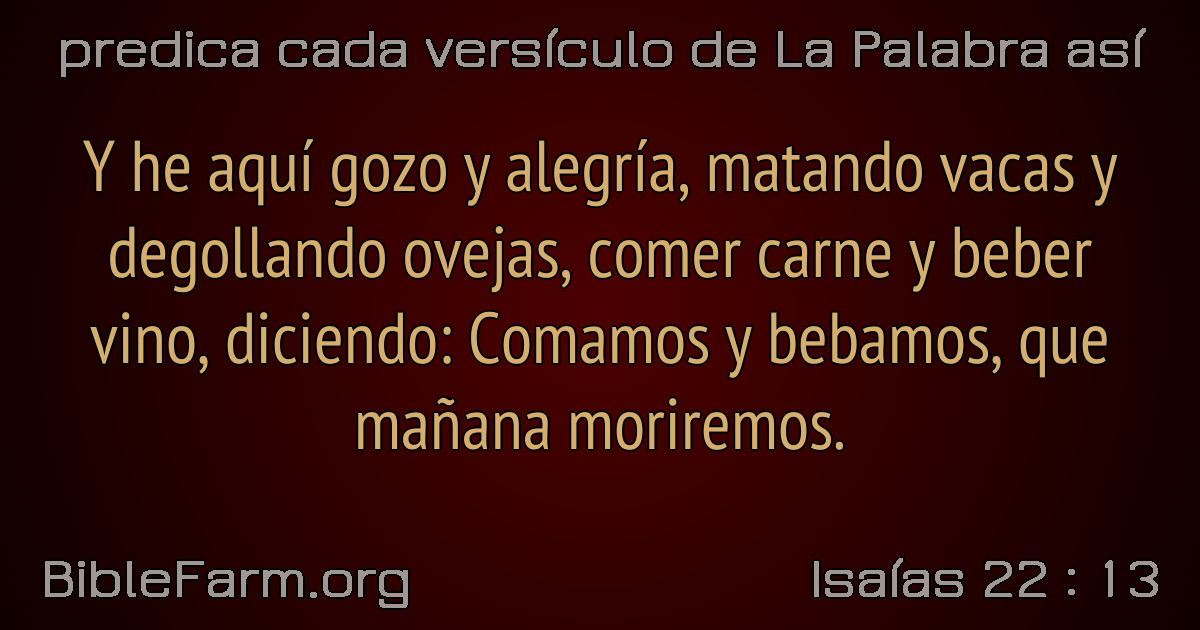 predica cada versículo de La Palabra así
Y he aquí gozo y alegría, matando vacas y
degollando ovejas, comer carne y beber
vino, diciendo: Comamos y bebamos, que
mañana moriremos.
BibleFarm.org
Isaías 22 : 13